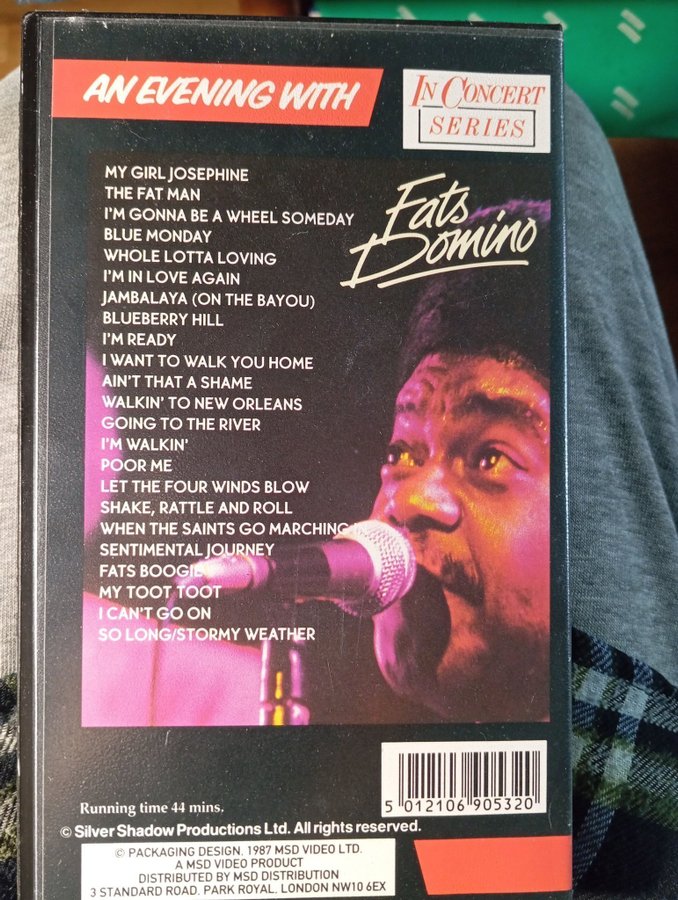 AN EVENING WITH
IN CONCERT
SERIES
Fats
Domino
MY GIRL JOSEPHINE
THE FAT MAN
I'M GONNA BE A WHEEL SOMEDAY
BLUE MONDAY
WHOLE LOTTA LOVING
I'M IN LOVE AGAIN
JAMBALAYA (ON THE BAYOU)
BLUEBERRY HILL
I'M READY
I WANT TO WALK YOU HOME
AIN'T THAT A SHAME
WALKIN' TO NEW ORLEANS
GOING TO THE RIVER
I'M WALKIN'
POOR ME
LET THE FOUR WINDS BLOW
SHAKE, RATTLE AND ROLL
WHEN THE SAINTS GO MARCHING
SENTIMENTAL JOURNEY
FATS BOOGIE
MY TOOT TOOT
I CAN'T GO ON
SO LONG/STORMY WEATHER
5 012106 905320
Running time 44 mins.
© Silver Shadow Productions Ltd. All rights reserved.
© PACKAGING DESIGN, 1987 MSD VIDEO LTD.
A MSD VIDEO PRODUCT
DISTRIBUTED BY MSD DISTRIBUTION
3 STANDARD ROAD, PARK ROYAL, LONDON NW10 6EX